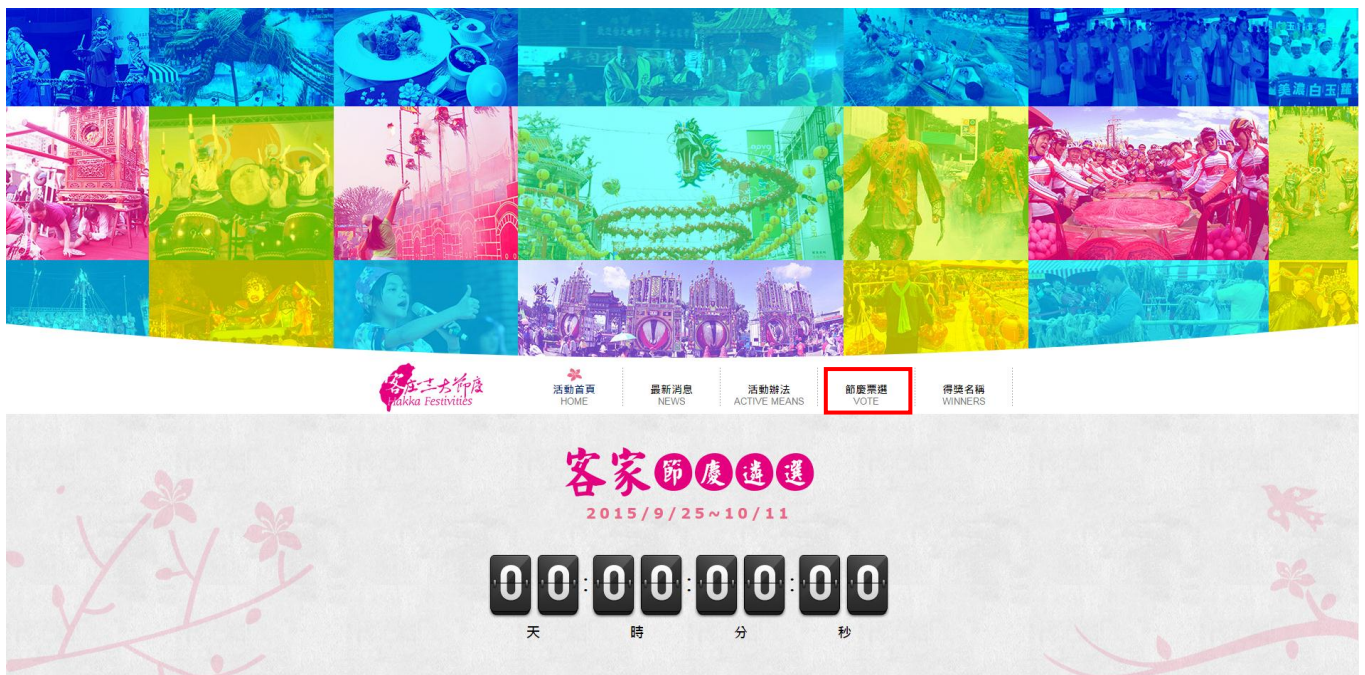 美濃白玉蘿
客庄十二大節慶
Hakka Festivities
活動首頁
HOME
最新消息
NEWS
活動辦法
ACTIVE MEANS
節慶票選
VOTE
得獎名稱
WINNERS
客家節慶遴選
2015/9/25~10/11
00:00:00:00
天 時 分 秒